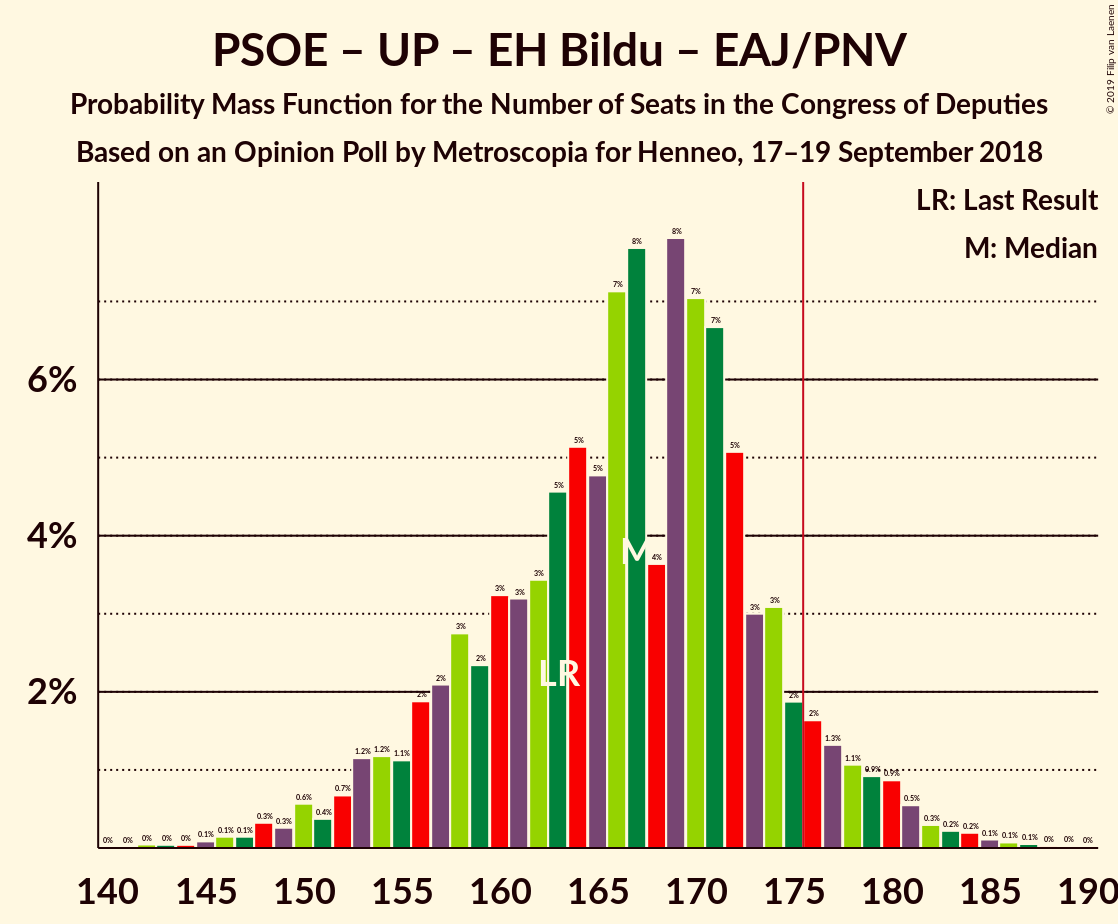 PSOE – UP – EH Bildu – EAJ/PNV
Probability Mass Function for the Number of Seats in the Congress of Deputies
Based on an Opinion Poll by Metroscopia for Henneo, 17–19 September 2018
© 2019 Filip van Laenen
LR: Last Result
M: Median
6%
4%
2%
0% 0% 0% 0% 0% 0.1% 0.1% 0.1% 0.3% 0.3% 0.6% 0.4% 0.7% 1.2% 1.2% 1.1% 2% 2% 3% 2% 3% 3% 3% 5% 5% 5% 7% 8% 4% 8% 7% 7% 5% 3% 3% 2% 2% 1.3% 1.1% 0.9% 0.9% 0.5% 0.3% 0.2% 0.2% 0.1% 0.1% 0.1% 0% 0% 0%
M
LR
140 145 150 155 160 165 170 175 180 185 190